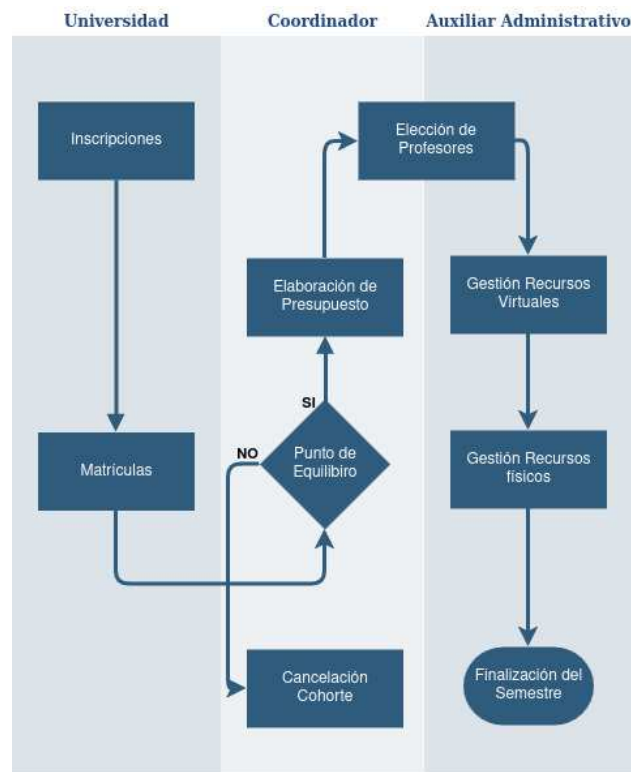 Universidad
Coordinador
Auxiliar Administrativo
Inscripciones
Elección de
Profesores
Elaboración de
Presupuesto
Gestión Recursos
Virtuales
SI
NO
Punto de
Equilibiro
Matrículas
Gestión Recursos
físicos
Cancelación
Cohorte
Finalización del
Semestre